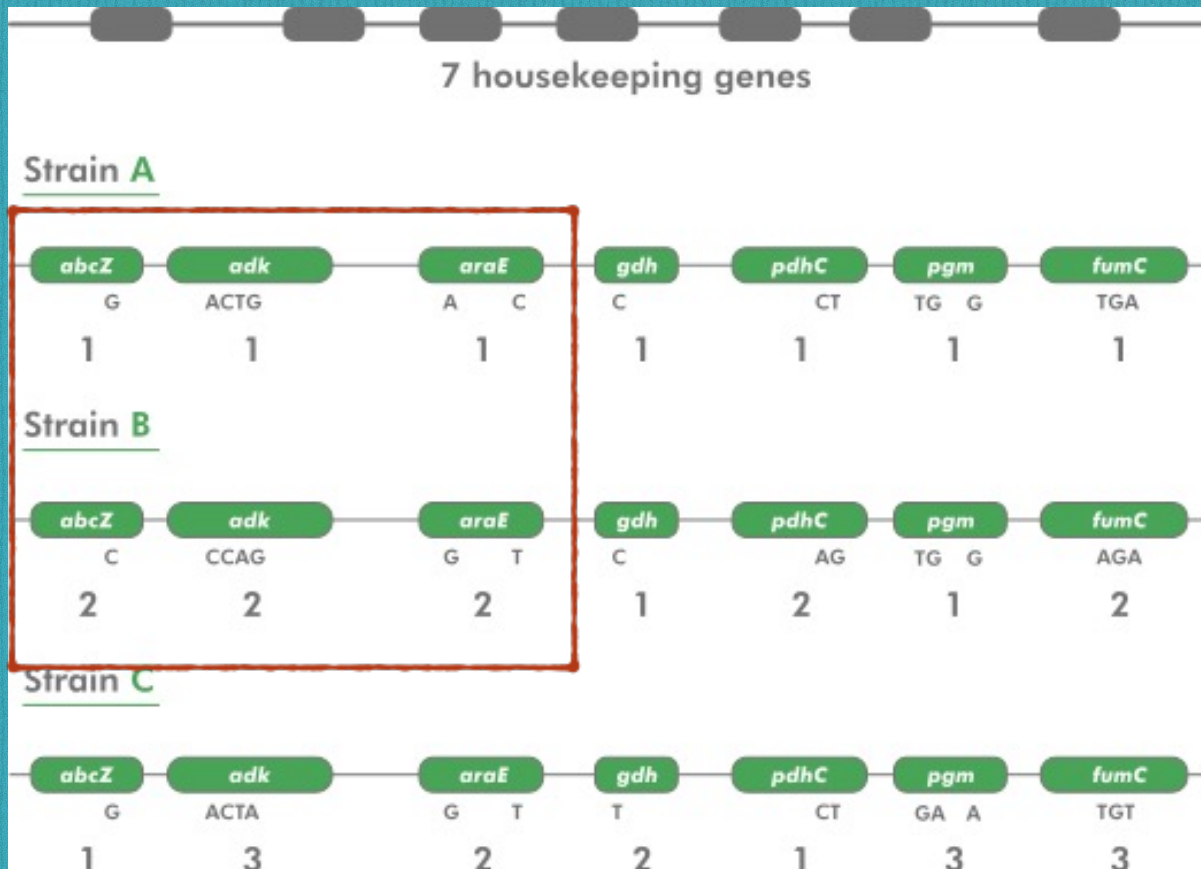 7 housekeeping genes
Strain A
abcZ adk araE gdh pdhC pgm fumC
G ACTG A C C CT TG G TGA
1 1 1 1 1 1 1
Strain B
abcZ adk araE gdh pdhC pgm fumC
C CCAG G T C AG TG G AGA
2 2 2 1 2 1 2
Strain C
abcZ adk araE gdh pdhC pgm fumC
G ACTA G T T CT GA A TGT
1 3 2 2 1 3 3